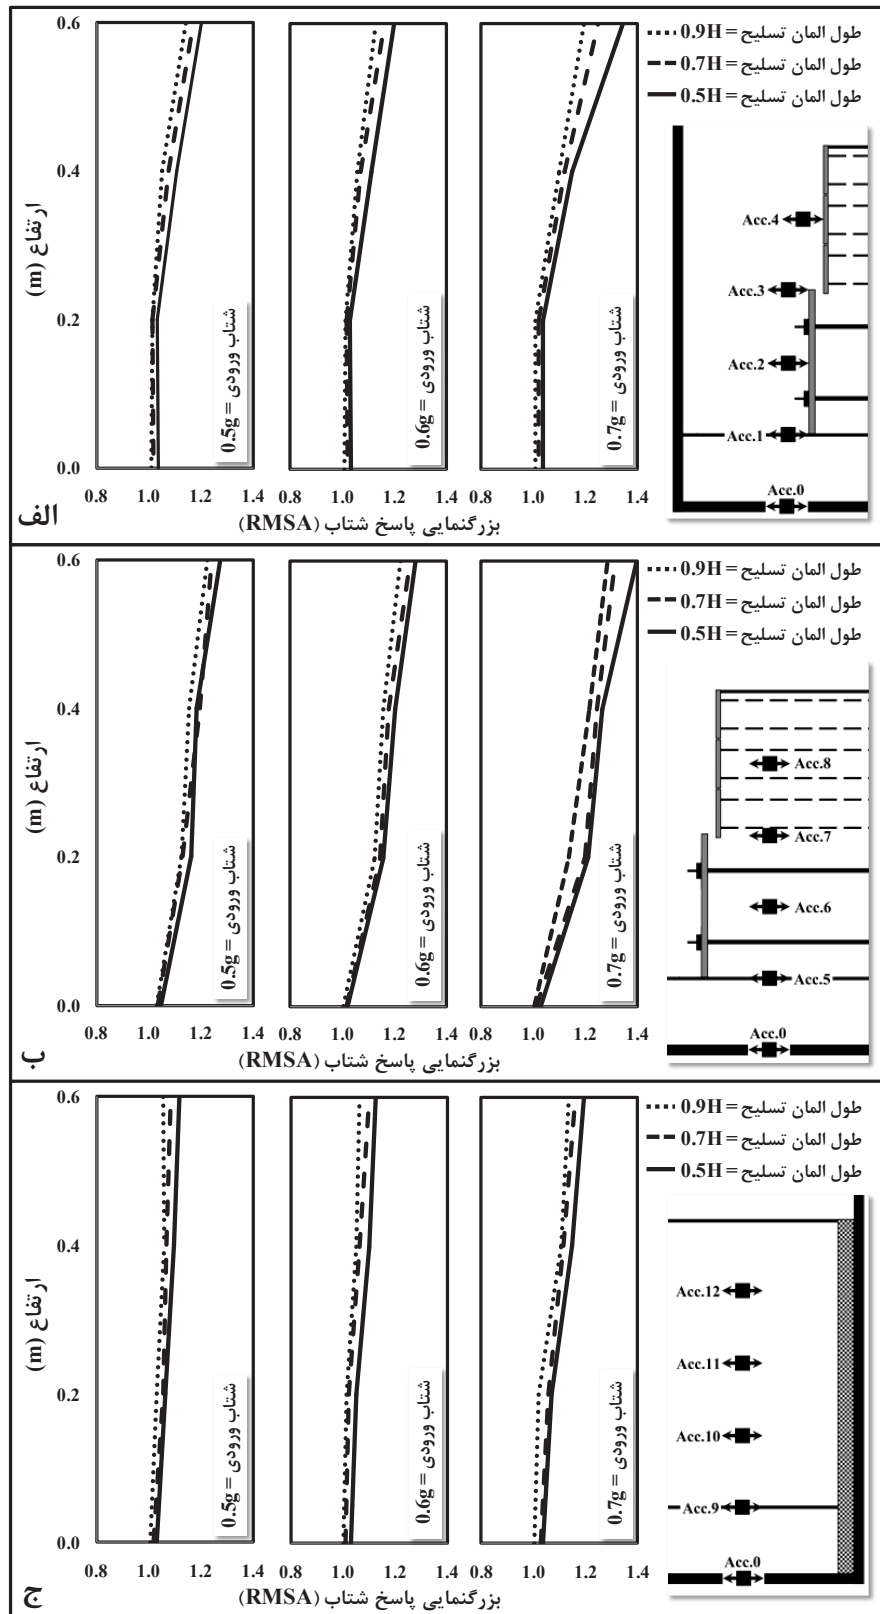 طول المان تسلیح = 0.9H
طول المان تسلیح = 0.7H
طول المان تسلیح = 0.5H
0.6
0.4
0.2
0.0
ارتفاع (m)
شتاب ورودی = 0.5g
شتاب ورودی = 0.6g
شتاب ورودی = 0.7g
0.8 1.0 1.2 1.4
0.8 1.0 1.2 1.4
0.8 1.0 1.2 1.4
بزرگنمایی پاسخ شتاب (RMSA)
Acc.4
Acc.3
Acc.2
Acc.1
Acc.0
الف
طول المان تسلیح = 0.9H
طول المان تسلیح = 0.7H
طول المان تسلیح = 0.5H
0.6
0.4
0.2
0.0
ارتفاع (m)
شتاب ورودی = 0.5g
شتاب ورودی = 0.6g
شتاب ورودی = 0.7g
0.8 1.0 1.2 1.4
0.8 1.0 1.2 1.4
0.8 1.0 1.2 1.4
بزرگنمایی پاسخ شتاب (RMSA)
Acc.8
Acc.7
Acc.6
Acc.5
Acc.0
ب
طول المان تسلیح = 0.9H
طول المان تسلیح = 0.7H
طول المان تسلیح = 0.5H
0.6
0.4
0.2
0.0
ارتفاع (m)
شتاب ورودی = 0.5g
شتاب ورودی = 0.6g
شتاب ورودی = 0.7g
0.8 1.0 1.2 1.4
0.8 1.0 1.2 1.4
0.8 1.0 1.2 1.4
بزرگنمایی پاسخ شتاب (RMSA)
Acc.12
Acc.11
Acc.10
Acc.9
Acc.0
ج